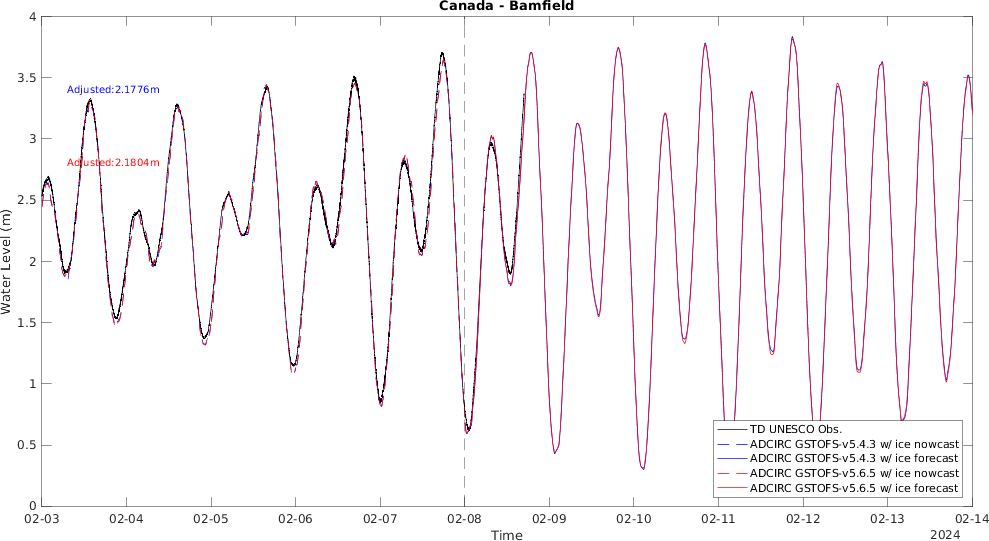 Canada - Bamfield
4
3.5
3
2.5
2
1.5
1
0.5
0
Water Level (m)
Adjusted:2.1776m
Adjusted:2.1804m
TD UNESCO Obs.
ADCIRC GSTOFS-v5.4.3 w/ ice nowcast
ADCIRC GSTOFS-v5.4.3 w/ ice forecast
ADCIRC GSTOFS-v5.6.5 w/ ice nowcast
ADCIRC GSTOFS-v5.6.5 w/ ice forecast
02-03 02-04 02-05 02-06 02-07 02-08 02-09 02-10 02-11 02-12 02-13 02-14
Time
2024